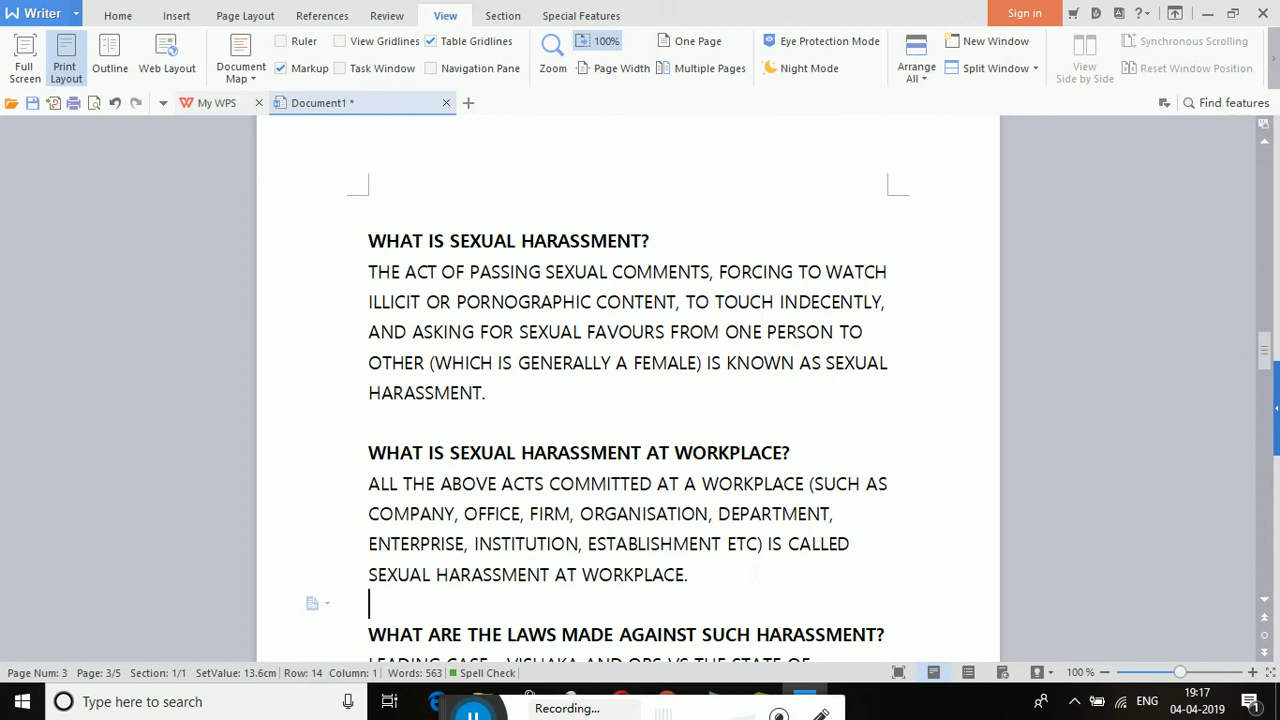 Writer Home Insert Page Layout References Review View Section Special Features Sign in
Ruler View Gridlines Table Gridlines 100% One Page Eye Protection Mode New Window Synchronous Scrolling
Full Screen Print Layout Outline Web Layout Document Map Markup Task Window Navigation Pane Zoom Page Width Multiple Pages Night Mode Arrange All Split Window View Side by Side Reset Window Position
My WPS Document1 * Find features
WHAT IS SEXUAL HARASSMENT?
THE ACT OF PASSING SEXUAL COMMENTS, FORCING TO WATCH
ILLICIT OR PORNOGRAPHIC CONTENT, TO TOUCH INDECENTLY,
AND ASKING FOR SEXUAL FAVOURS FROM ONE PERSON TO
OTHER (WHICH IS GENERALLY A FEMALE) IS KNOWN AS SEXUAL
HARASSMENT.
WHAT IS SEXUAL HARASSMENT AT WORKPLACE?
ALL THE ABOVE ACTS COMMITTED AT A WORKPLACE (SUCH AS
COMPANY, OFFICE, FIRM, ORGANISATION, DEPARTMENT,
ENTERPRISE, INSTITUTION, ESTABLISHMENT ETC) IS CALLED
SEXUAL HARASSMENT AT WORKPLACE.
WHAT ARE THE LAWS MADE AGAINST SUCH HARASSMENT?
LEADING CASE - VISHAKA AND ORS VS THE STATE OF
Page Num: 3 Page: 3/5 Section: 1/1 SetValue: 13.6cm Row: 14 Column: 1 Words: 563 Spell Check 100 %
Type here to search Recording... ENG 19:17
04-04-2019